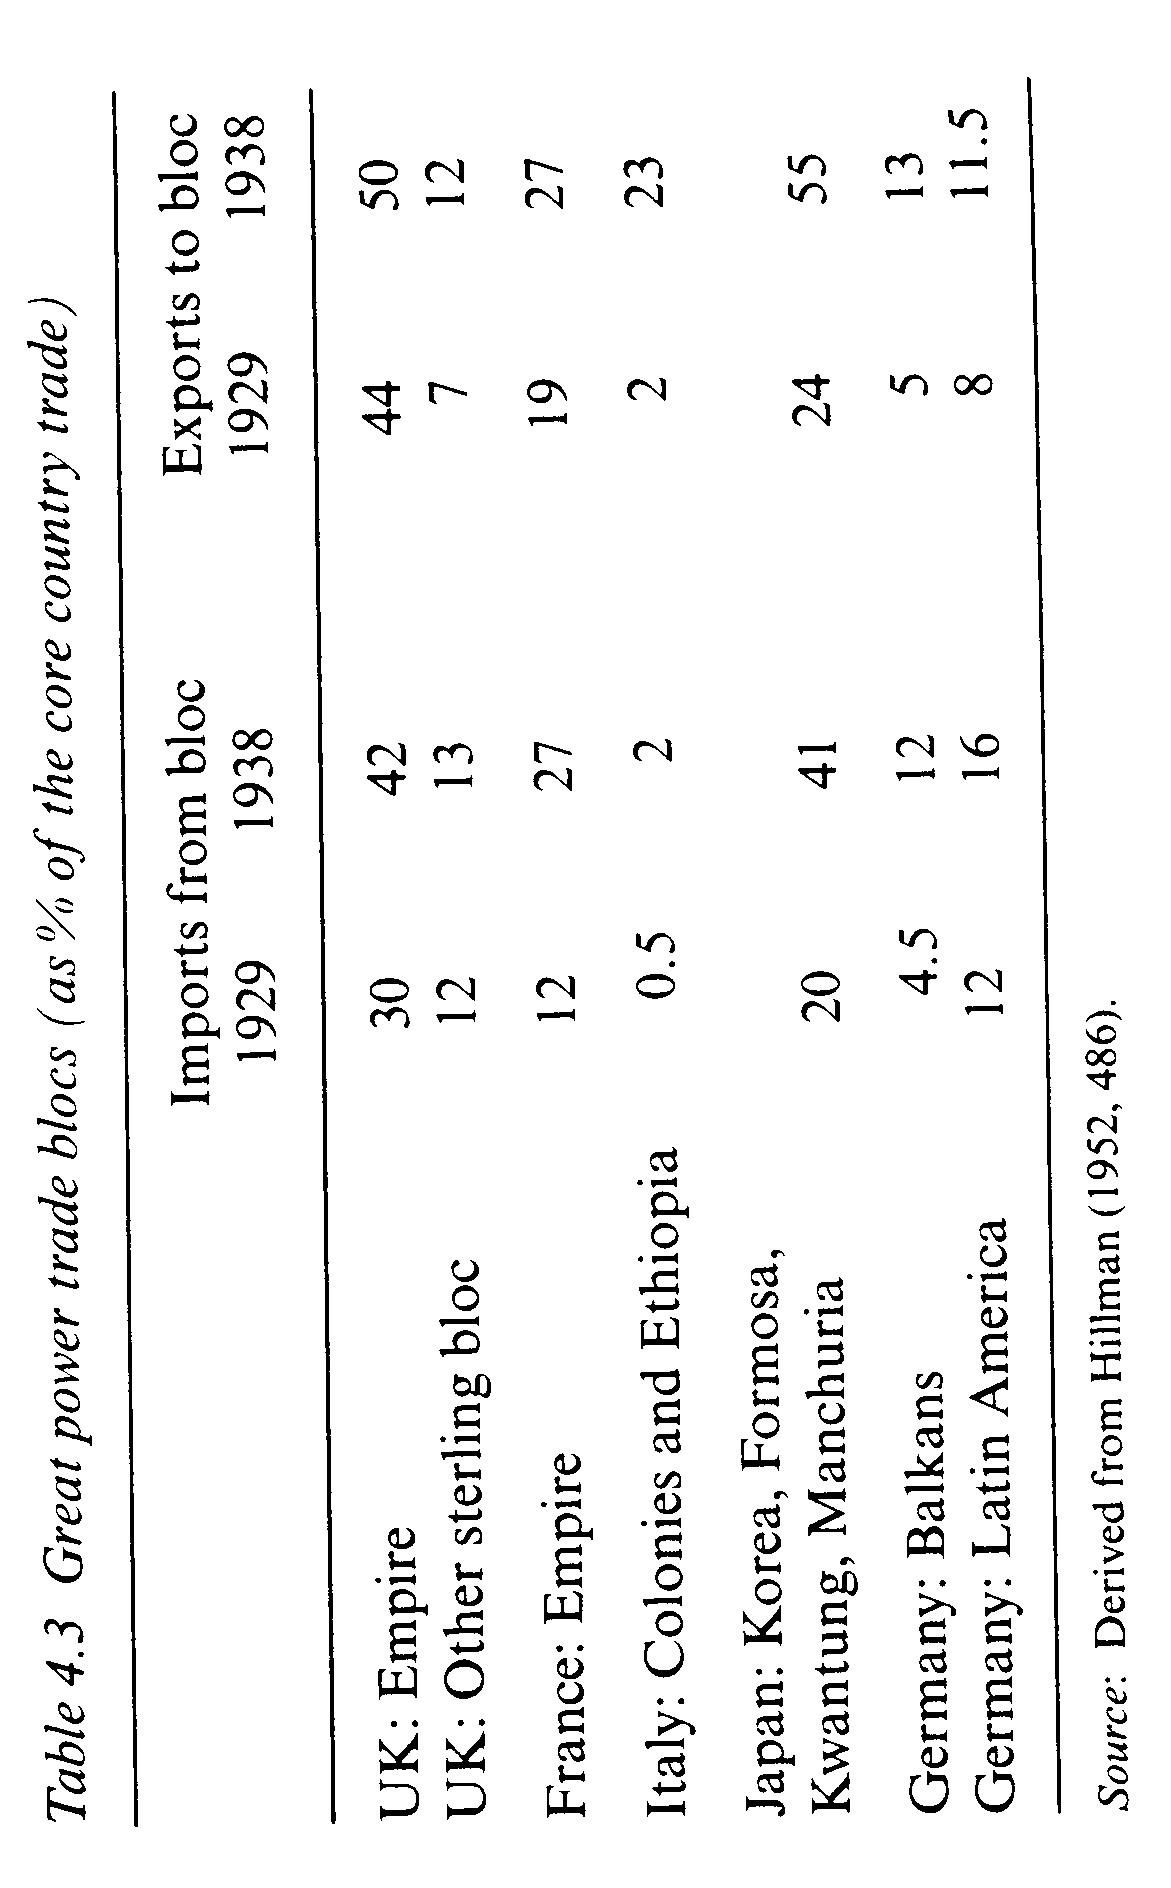 Table 4.3 Great power trade blocs (as % of the core country trade)
Imports from bloc Exports to bloc
1929 1938 1929 1938
UK: Empire 30 42 44 50
UK: Other sterling bloc 12 13 7 12
France: Empire 12 27 19 27
Italy: Colonies and Ethiopia 0.5 2 2 23
Japan: Korea, Formosa,
Kwantung, Manchuria 20 41 24 55
Germany: Balkans 4.5 12 5 13
Germany: Latin America 12 16 8 11.5
Source: Derived from Hillman (1952, 486).